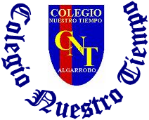 COLEGIO
NUESTRO TIEMPO
CNT
ALGARROBO
Colegio Nuestro Tiempo